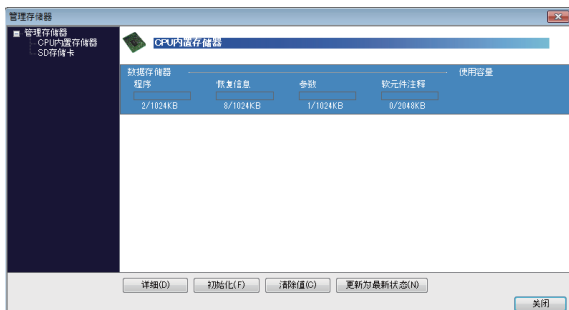 管理存储器
管理存储器
CPU内置存储器
SD存储卡
CPU内置存储器
数据存储器 使用容量
程序 恢复信息 参数 软元件注释
2/1024KB 8/1024KB 1/1024KB 0/2048KB
详细(D) 初始化(F) 清除值(C) 更新为最新状态(N)
关闭